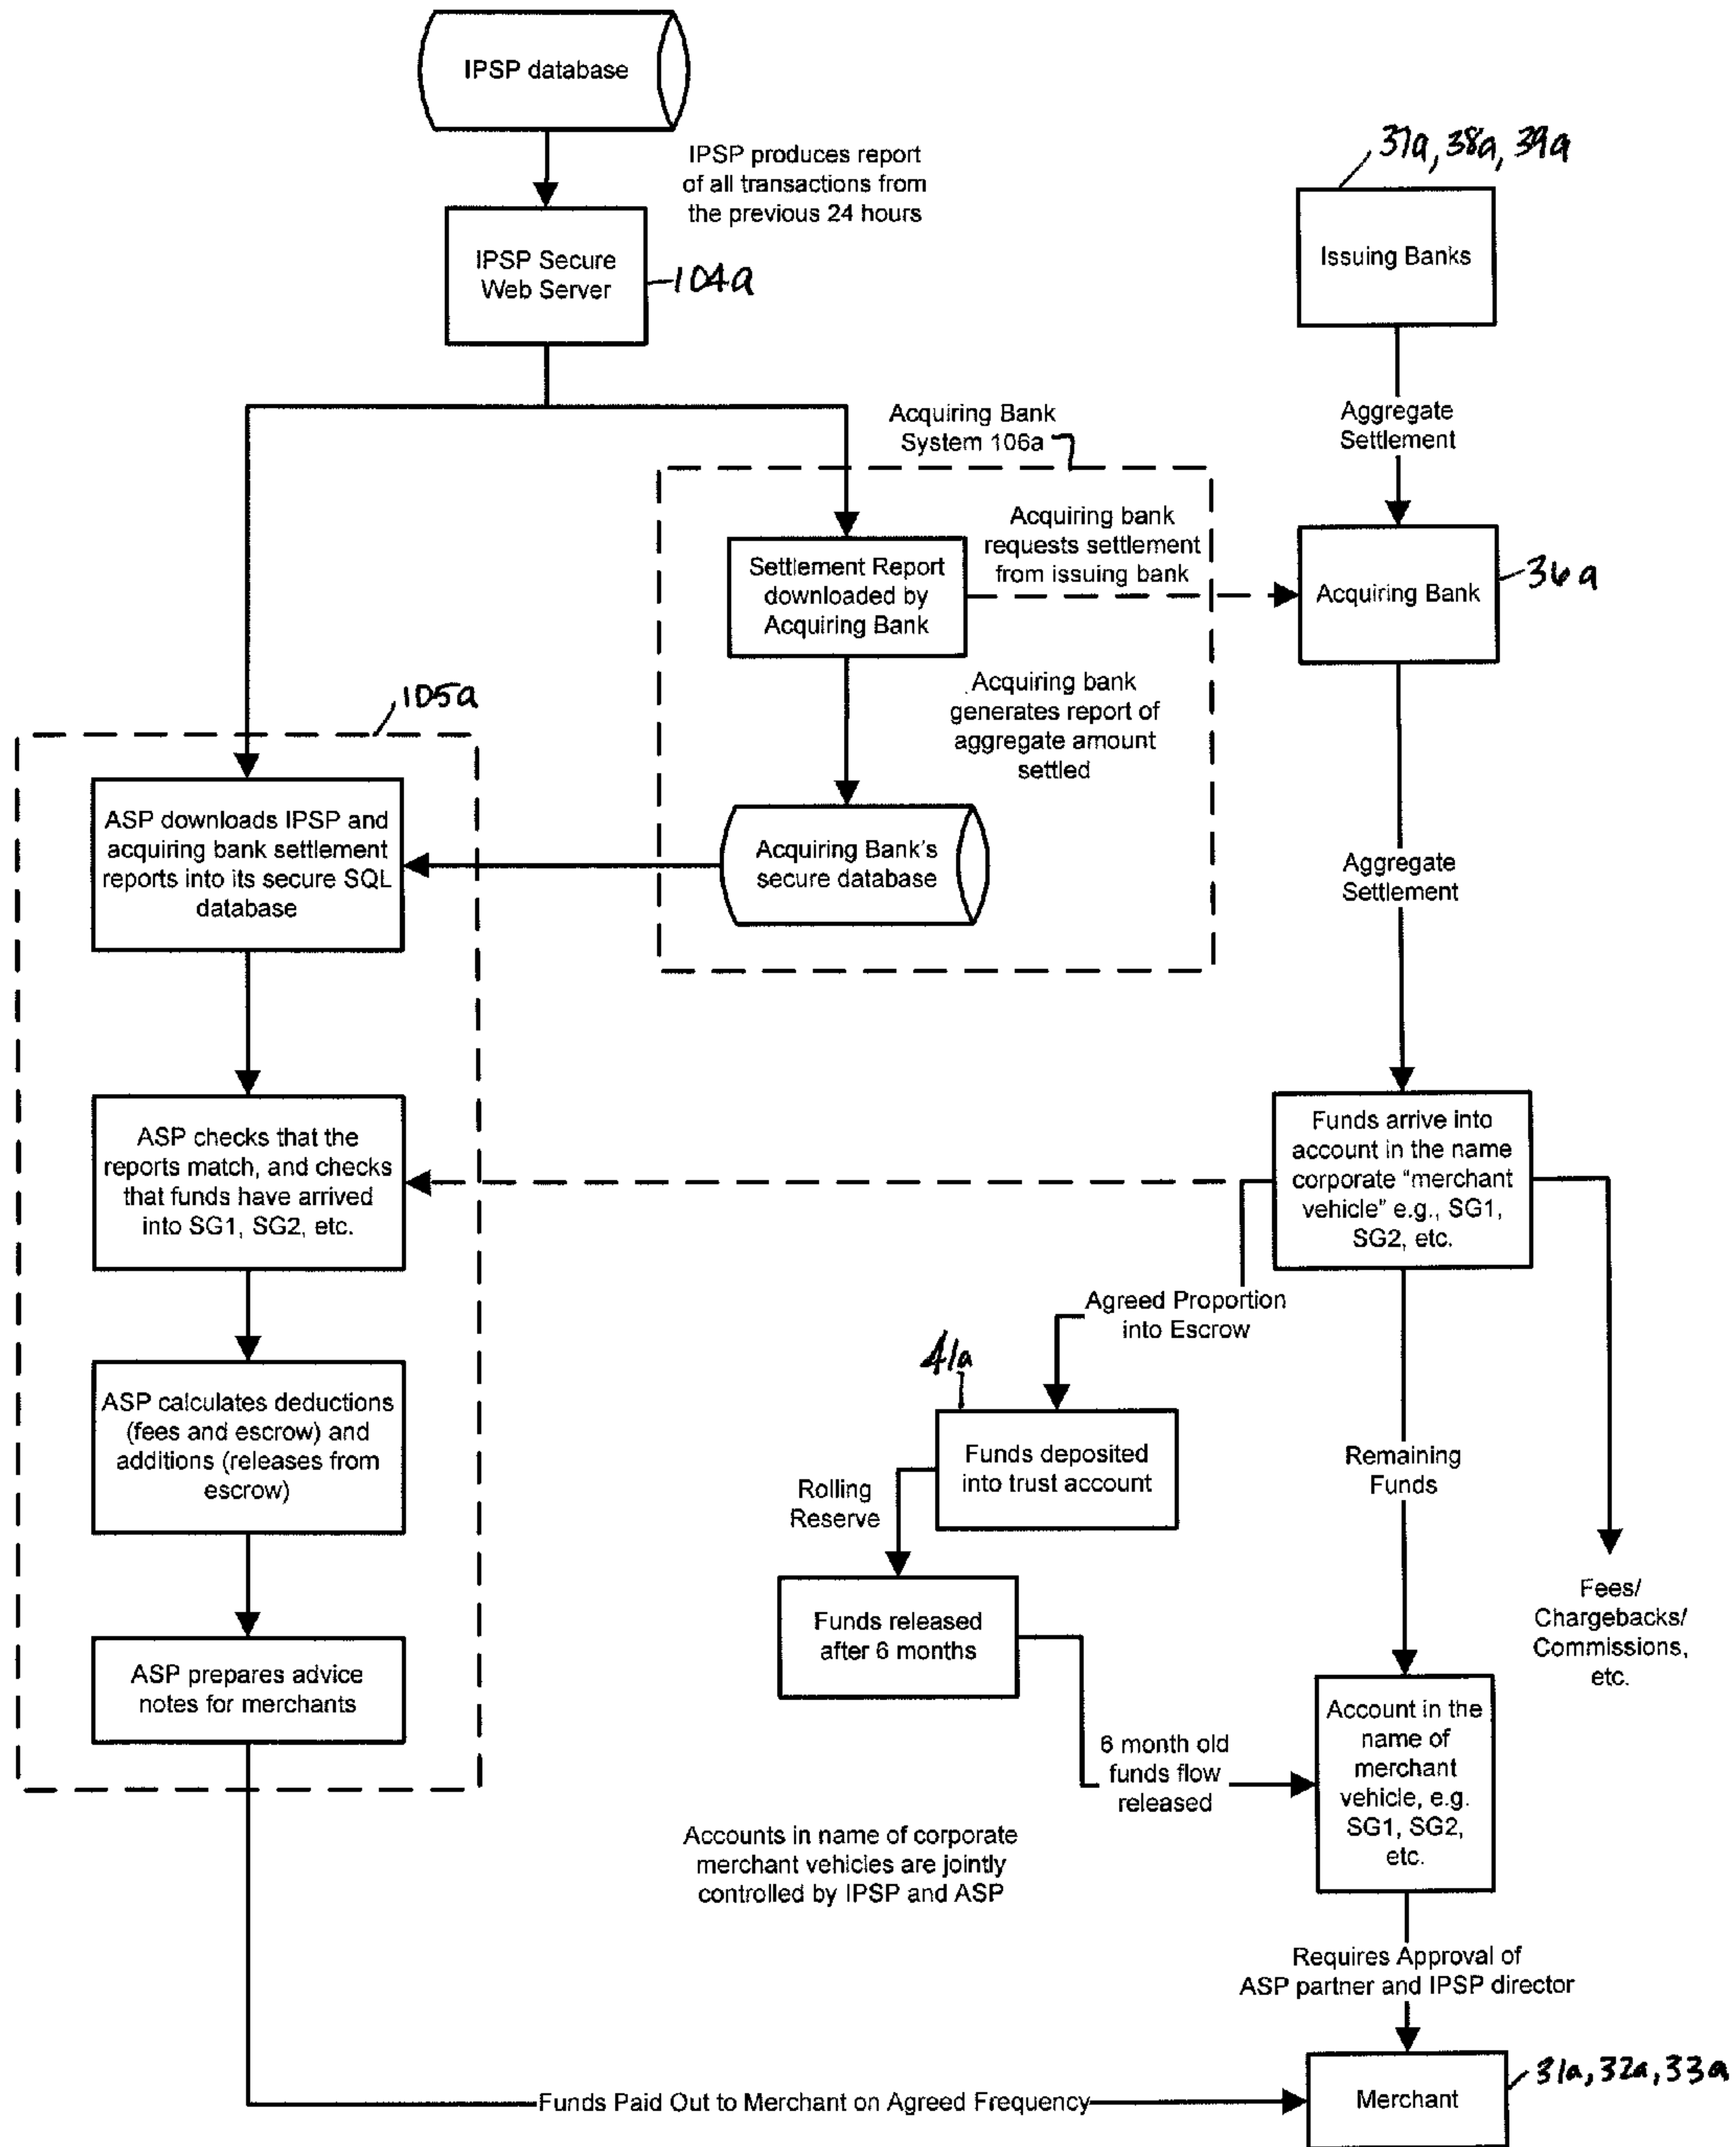 IPSP database
IPSP produces report
of all transactions from
the previous 24 hours
IPSP Secure
Web Server
104a
37a, 38a, 39a
Issuing Banks
Aggregate
Settlement
Acquiring Bank
System 106a
Settlement Report
downloaded by
Acquiring Bank
Acquiring bank
requests settlement
from issuing bank
Acquiring Bank
36a
Acquiring bank
generates report of
aggregate amount
settled
Acquiring Bank's
secure database
105a
ASP downloads IPSP and
acquiring bank settlement
reports into its secure SQL
database
Aggregate
Settlement
ASP checks that the
reports match, and checks
that funds have arrived
into SG1, SG2, etc.
Funds arrive into
account in the name
corporate "merchant
vehicle" e.g., SG1,
SG2, etc.
Agreed Proportion
into Escrow
41a
Funds deposited
into trust account
ASP calculates deductions
(fees and escrow) and
additions (releases from
escrow)
Rolling
Reserve
Remaining
Funds
Funds released
after 6 months
Fees/
Chargebacks/
Commissions,
etc.
ASP prepares advice
notes for merchants
6 month old
funds flow
released
Account in the
name of
merchant
vehicle, e.g.
SG1, SG2,
etc.
Accounts in name of corporate
merchant vehicles are jointly
controlled by IPSP and ASP
Requires Approval of
ASP partner and IPSP director
Funds Paid Out to Merchant on Agreed Frequency
Merchant
31a, 32a, 33a